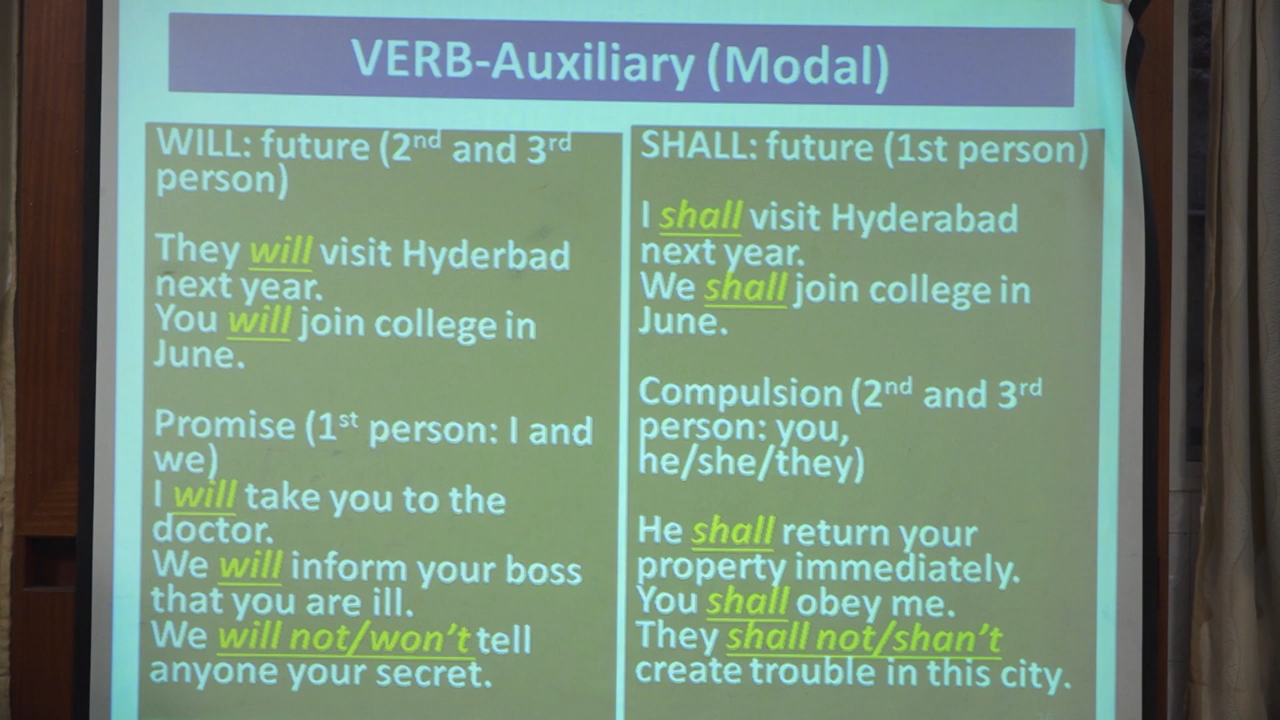 VERB-Auxiliary (Modal)
WILL: future (2nd and 3rd
person)
They will visit Hyderbad
next year.
You will join college in
June.
Promise (1st person: I and
we)
I will take you to the
doctor.
We will inform your boss
that you are ill.
We will not/won't tell
anyone your secret.
SHALL: future (1st person)
I shall visit Hyderabad
next year.
We shall join college in
June.
Compulsion (2nd and 3rd
person: you,
he/she/they)
He shall return your
property immediately.
You shall obey me.
They shall not/shan't
create trouble in this city.